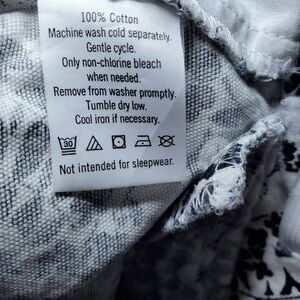 100% Cotton
Machine wash cold separately.
Gentle cycle.
Only non-chlorine bleach
when needed.
Remove from washer promptly.
Tumble dry low.
Cool iron if necessary.
30
Not intended for sleepwear.